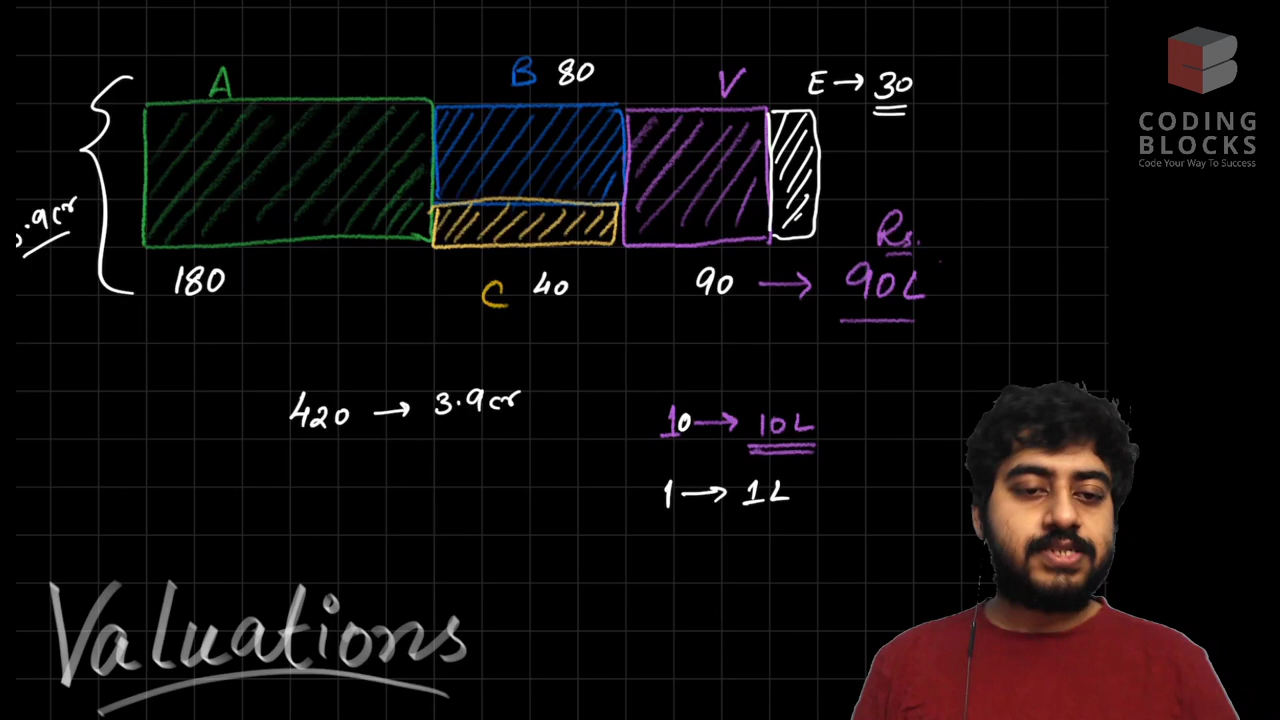 A
B 80
V
E → 30
CODING
BLOCKS
Code Your Way To Success
.9cr
Rs.
180
C 40
90 → 90L
420 → 3.9cr
10 → 10L
1 → 1L
Valuations